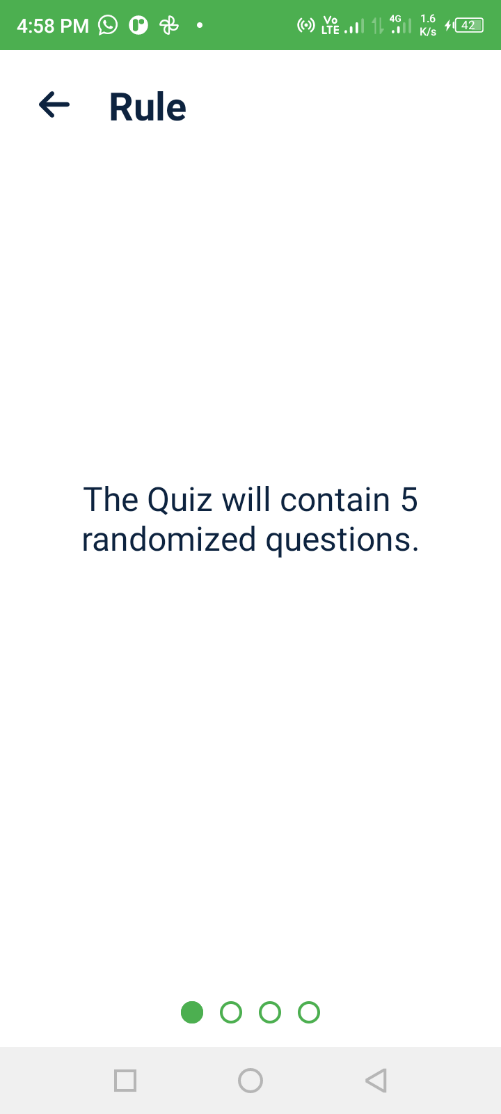 4:58 PM
Vo LTE
4G
1.6 K/s
42
Rule
The Quiz will contain 5
randomized questions.